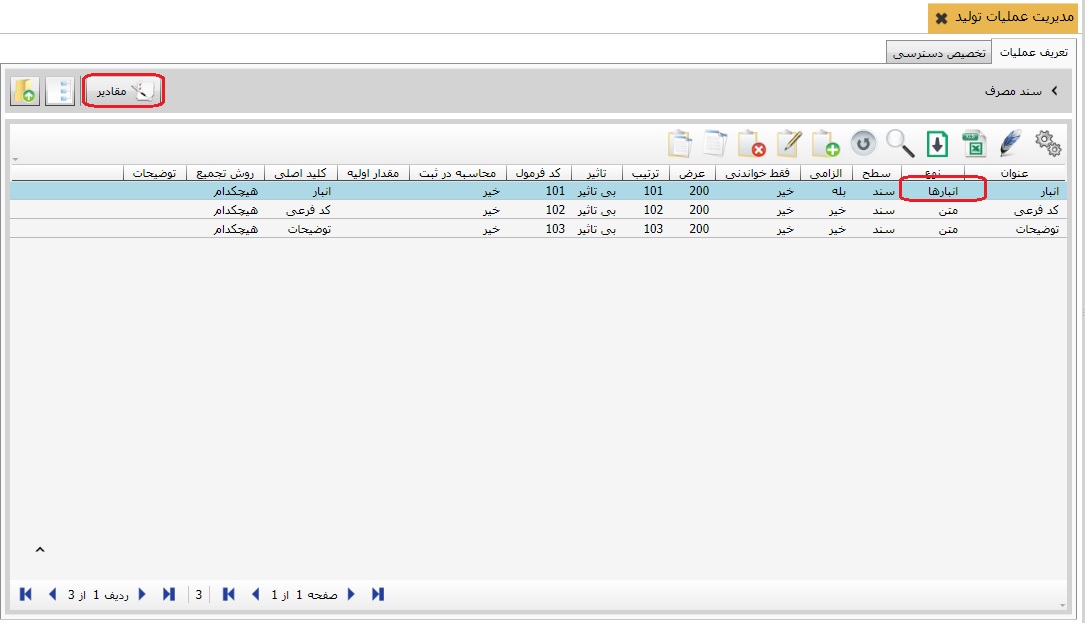 مدیریت عملیات تولید
تعریف عملیات تخصیص دسترسی
سند مصرف مقادیر
عنوان نوع سطح الزامی فقط خواندنی عرض ترتیب تاثیر کد فرمول محاسبه در ثبت مقدار اولیه کلید اصلی روش تجمیع توضیحات
انبار انبارها سند بله خیر 200 101 بی تاثیر 101 خیر انبار هیچکدام
کد فرعی متن سند خیر خیر 200 102 بی تاثیر 102 خیر کد فرعی هیچکدام
توضیحات متن سند خیر خیر 200 103 بی تاثیر 103 خیر توضیحات هیچکدام
صفحه 1 از 1 3 ردیف 1 از 3